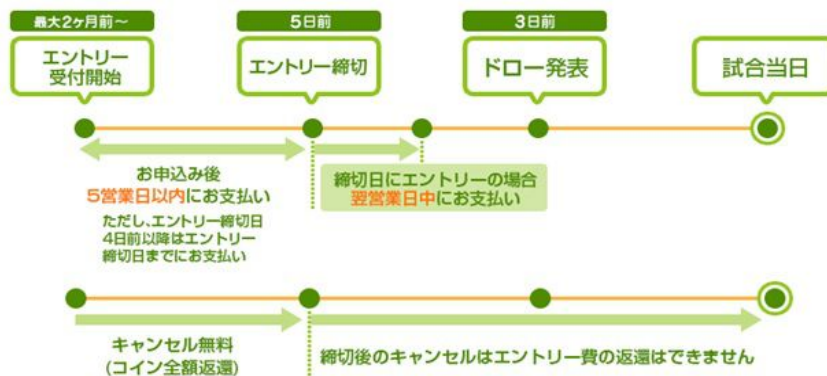 最大2ヶ月前～
5日前
3日前
エントリー
受付開始
エントリー締切
ドロー発表
試合当日
お申込み後
5営業日以内にお支払い
ただし、エントリー締切日
4日前以降はエントリー
締切日までにお支払い
締切日にエントリーの場合
翌営業日中にお支払い
キャンセル無料
(コイン全額返還)
締切後のキャンセルはエントリー費の返還はできません